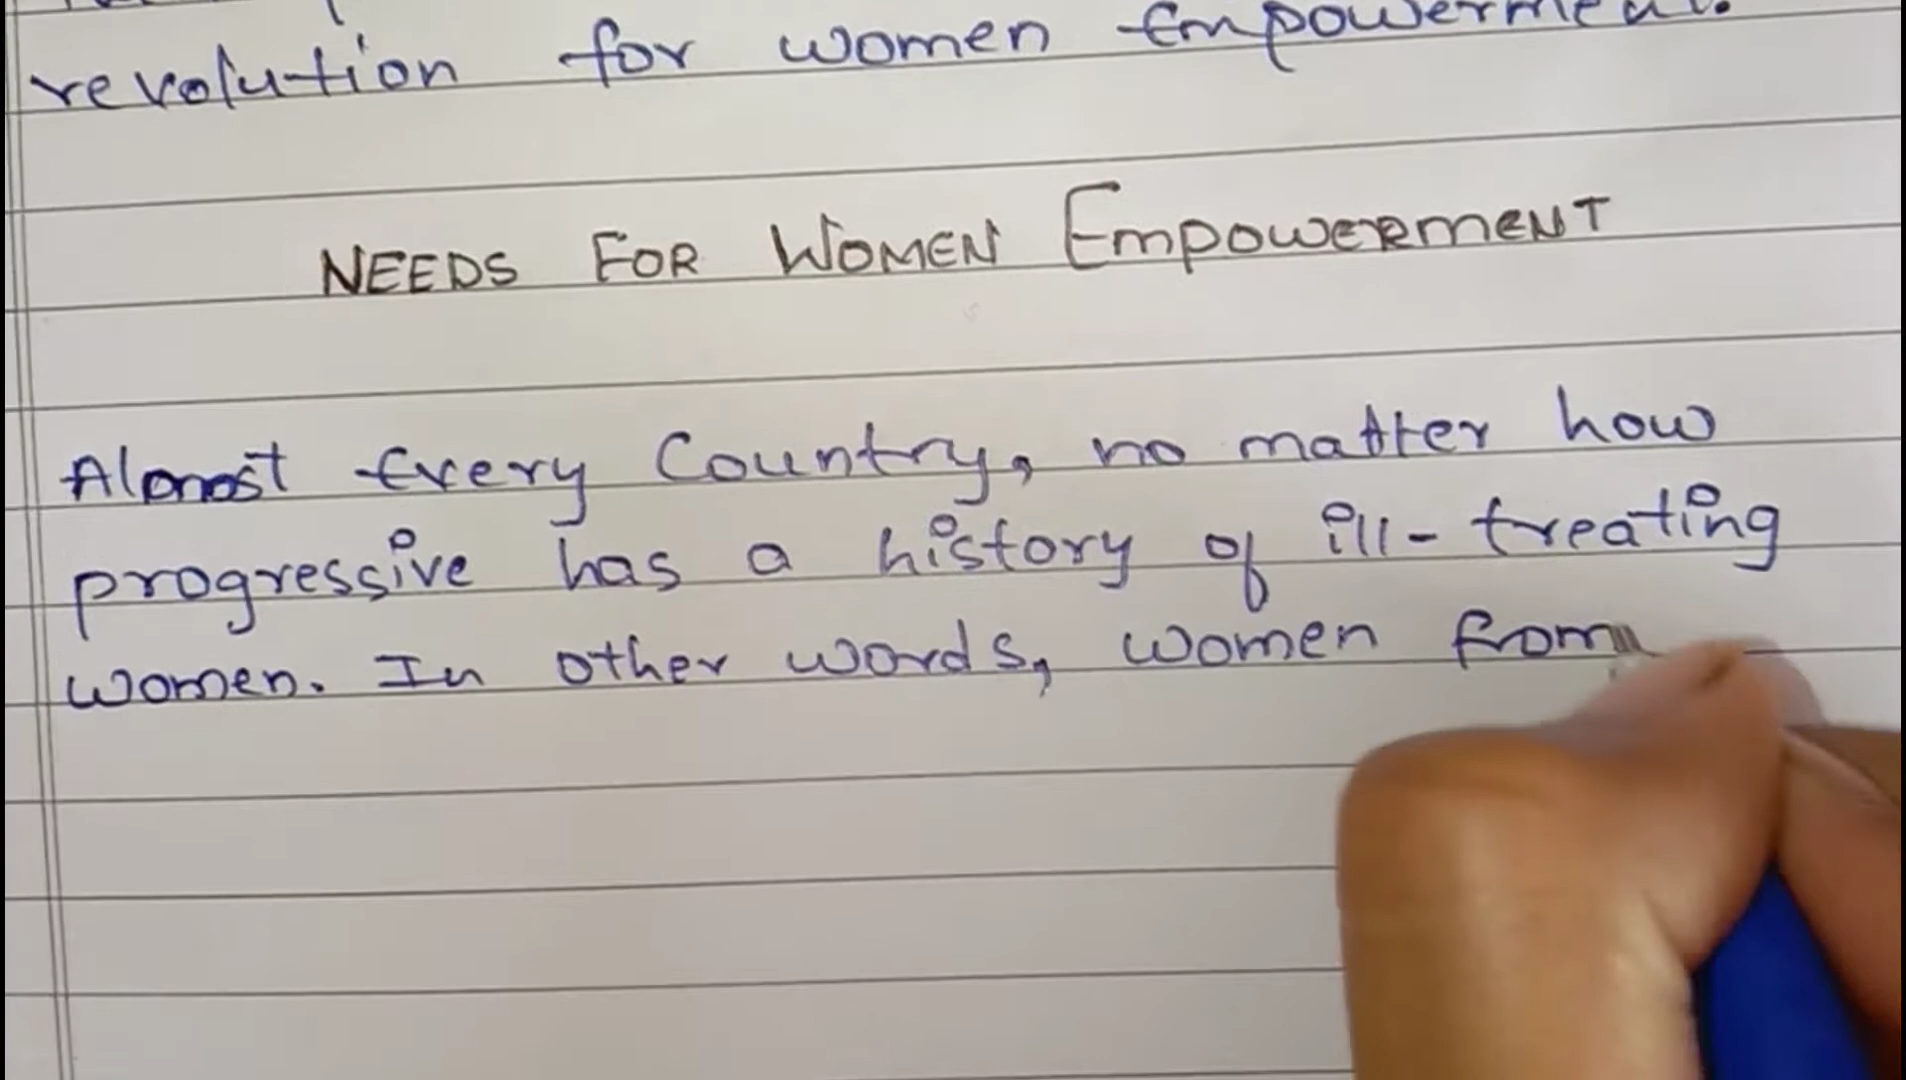 revolution for women Empowerment.
NEEDS FOR WOMEN EMPOWERMENT
Almost Every Country, no matter how
progressive has a history of ill-treating
women. In other words, women from